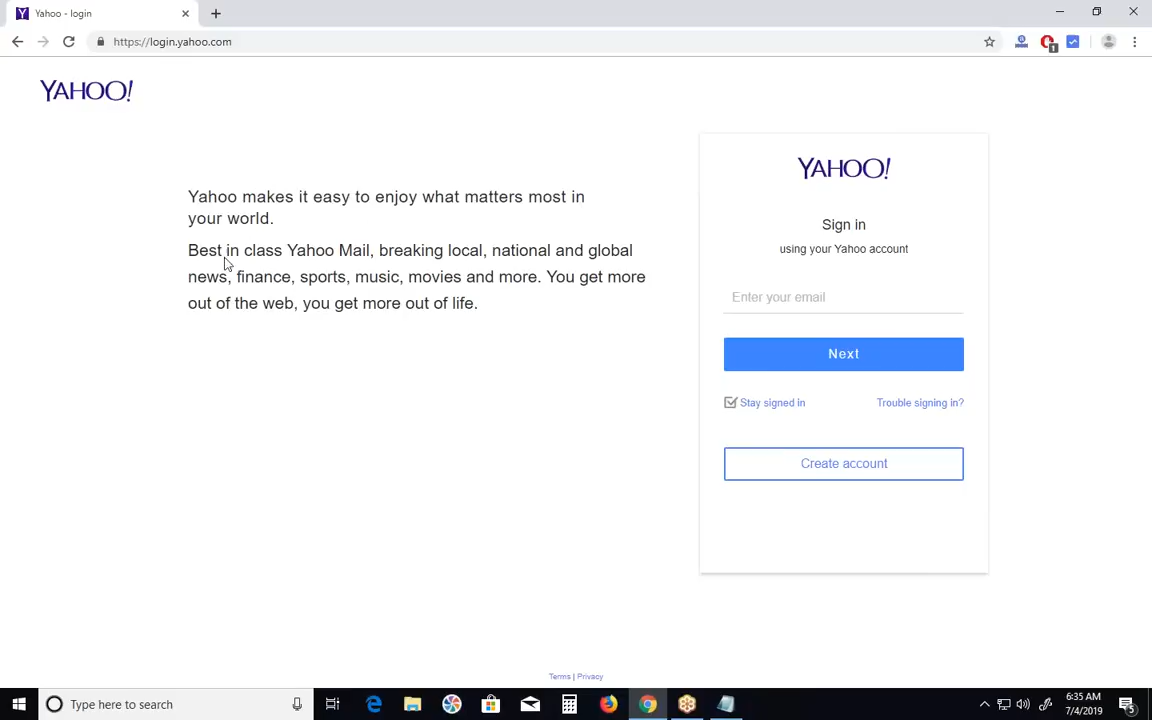 Yahoo - login
https://login.yahoo.com
1
YAHOO!
Yahoo makes it easy to enjoy what matters most in
your world.
Best in class Yahoo Mail, breaking local, national and global
news, finance, sports, music, movies and more. You get more
out of the web, you get more out of life.
YAHOO!
Sign in
using your Yahoo account
Enter your email
Next
Stay signed in
Trouble signing in?
Create account
Terms | Privacy
Type here to search
6:35 AM
7/4/2019
5